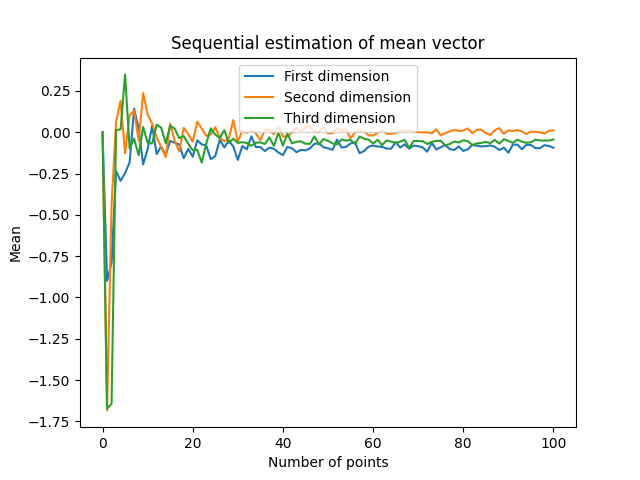 Sequential estimation of mean vector
First dimension
Second dimension
Third dimension
0.25
0.00
−0.25
−0.50
−0.75
−1.00
−1.25
−1.50
−1.75
Mean
0 20 40 60 80 100
Number of points